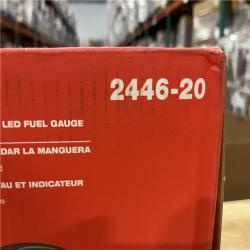 2446-20
LED FUEL GAUGE
DAR LA MANGUERA
AU ET INDICATEUR